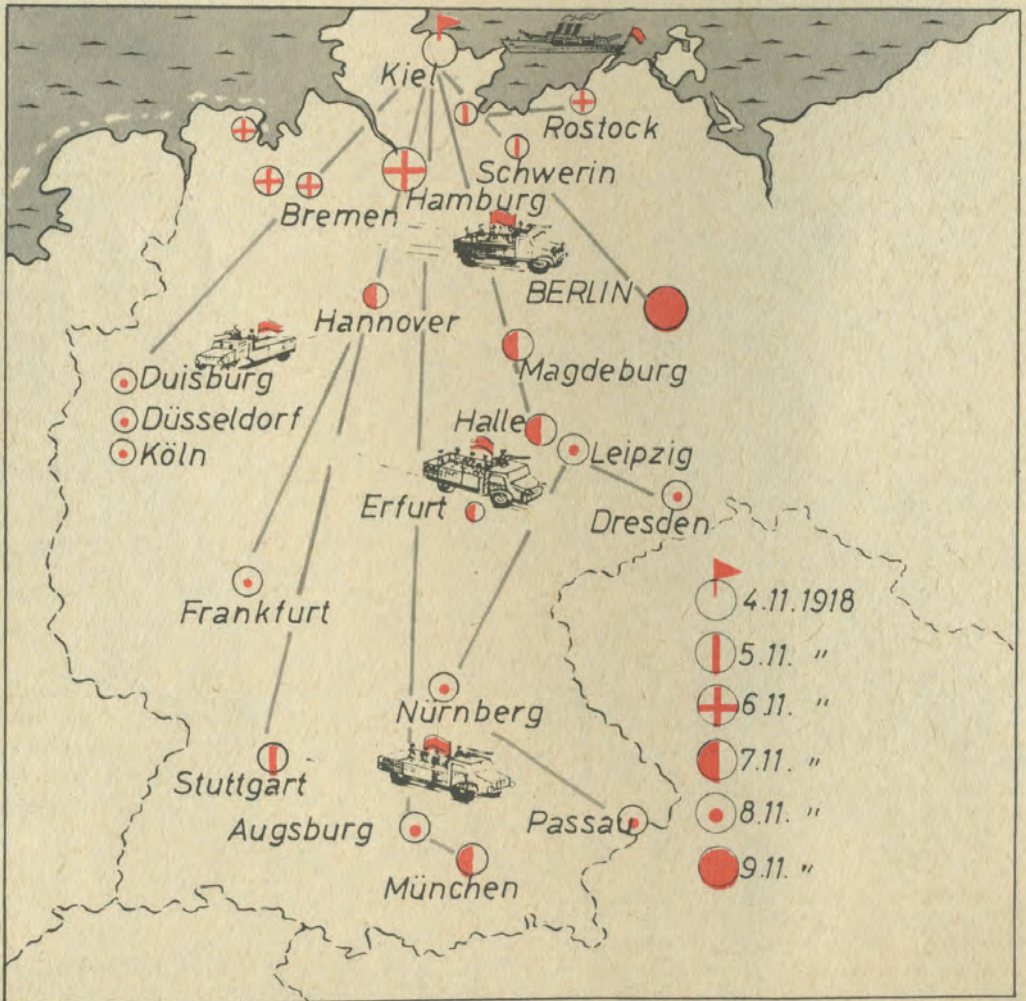 Kiel
Rostock
Schwerin
Hamburg
Bremen
BERLIN
Hannover
Magdeburg
Duisburg
Düsseldorf
Köln
Halle
Leipzig
Erfurt
Dresden
Frankfurt
Nürnberg
Stuttgart
Augsburg
Passau
München
4.11.1918
5.11. "
6.11. "
7.11. "
8.11. "
9.11. "